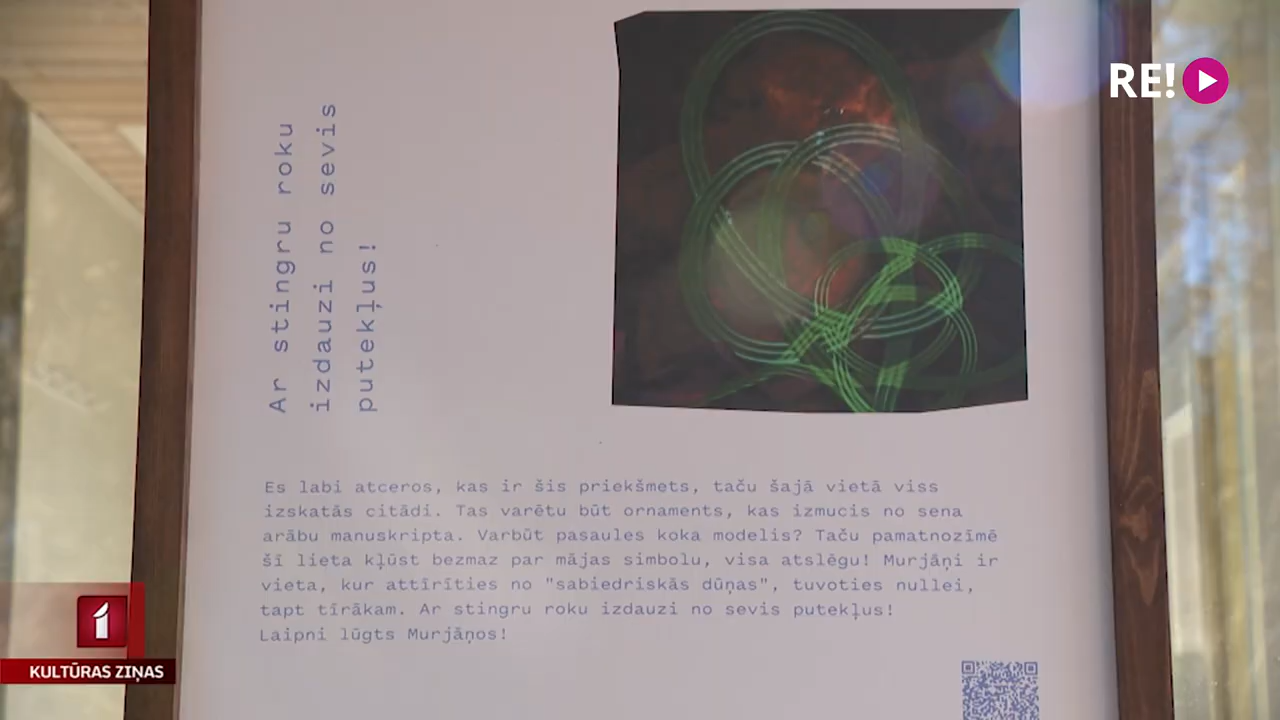 RE!
Ar stingru roku
izdauzi no sevis
putekļus!
Es labi atceros, kas ir šis priekšmets, taču šajā vietā viss
izskatās citādi. Tas varētu būt ornaments, kas izmucis no sena
arābu manuskripta. Varbūt pasaules koka modelis? Taču pamatnozīmē
šī lieta kļūst bezmaz par mājas simbolu, visa atslēgu! Murjāņi ir
vieta, kur attīrīties no "sabiedriskās dūņas", tuvoties nullei,
tapt tīrākam. Ar stingru roku izdauzi no sevis putekļus!
Laipni lūgts Murjāņos!
1
KULTŪRAS ZIŅAS